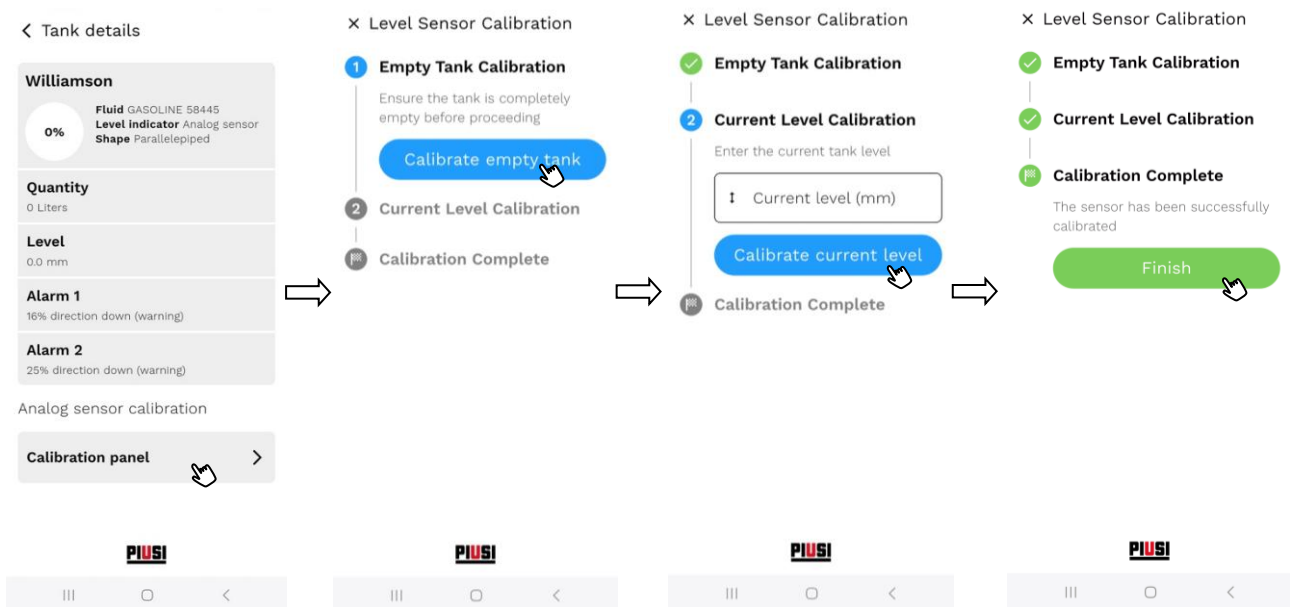 Tank details
Williamson
0%
Fluid GASOLINE 58445
Level indicator Analog sensor
Shape Parallelepiped
Quantity
0 Liters
Level
0.0 mm
Alarm 1
16% direction down (warning)
Alarm 2
25% direction down (warning)
Analog sensor calibration
Calibration panel
PIUSI
Level Sensor Calibration
1 Empty Tank Calibration
Ensure the tank is completely
empty before proceeding
Calibrate empty tank
2 Current Level Calibration
Calibration Complete
PIUSI
Level Sensor Calibration
Empty Tank Calibration
2 Current Level Calibration
Enter the current tank level
Current level (mm)
Calibrate current level
Calibration Complete
PIUSI
Level Sensor Calibration
Empty Tank Calibration
Current Level Calibration
Calibration Complete
The sensor has been successfully
calibrated
Finish
PIUSI